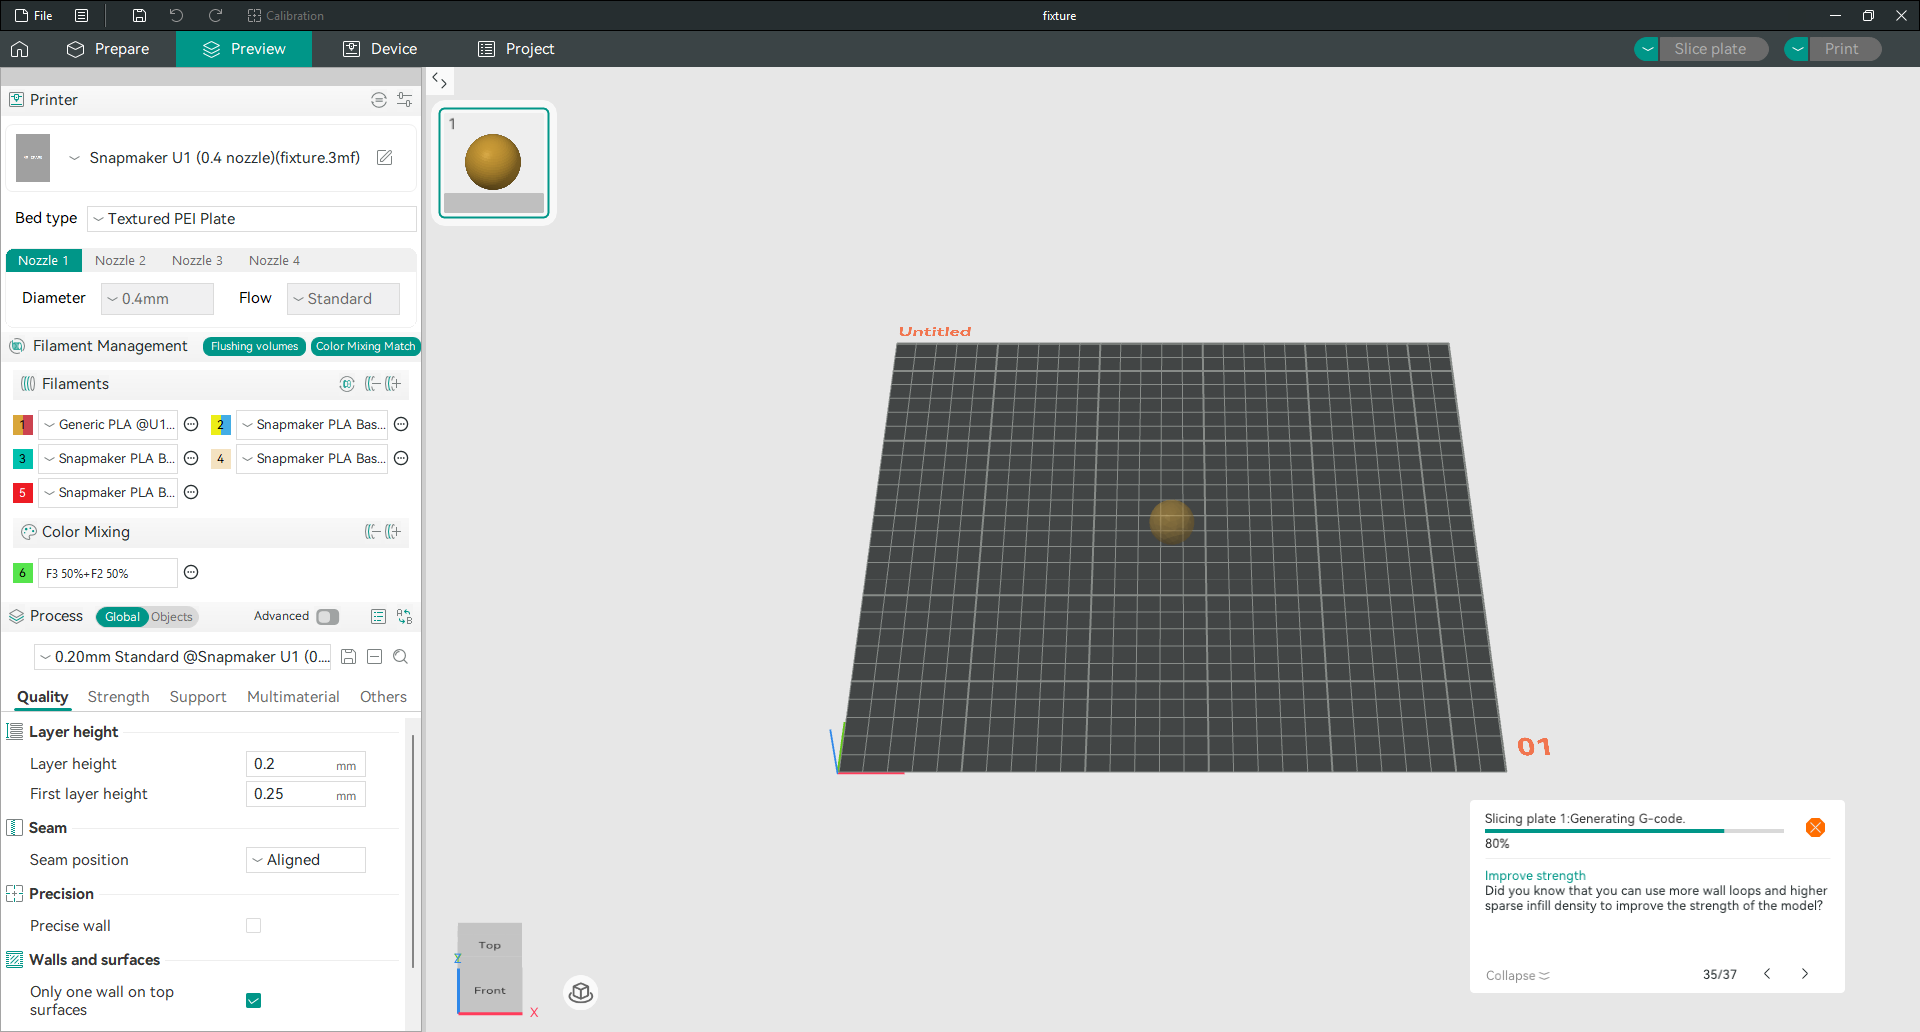 File
Calibration
fixture
Prepare
Preview
Device
Project
Slice plate
Print
Printer
Snapmaker U1 (0.4 nozzle)(fixture.3mf)
Bed type
Textured PEI Plate
Nozzle 1
Nozzle 2
Nozzle 3
Nozzle 4
Diameter
0.4mm
Flow
Standard
Filament Management
Flushing volumes
Color Mixing Match
Filaments
1
Generic PLA @U1...
2
Snapmaker PLA Bas...
3
Snapmaker PLA B...
4
Snapmaker PLA Bas...
5
Snapmaker PLA B...
Color Mixing
6
F3 50%+F2 50%
Process
Global
Objects
Advanced
0.20mm Standard @Snapmaker U1 (0....
Quality
Strength
Support
Multimaterial
Others
Layer height
Layer height
0.2
mm
First layer height
0.25
mm
Seam
Seam position
Aligned
Precision
Precise wall
Walls and surfaces
Only one wall on top
surfaces
1
Untitled
01
Top
Front
Z
X
Slicing plate 1:Generating G-code.
80%
Improve strength
Did you know that you can use more wall loops and higher
sparse infill density to improve the strength of the model?
Collapse
35/37